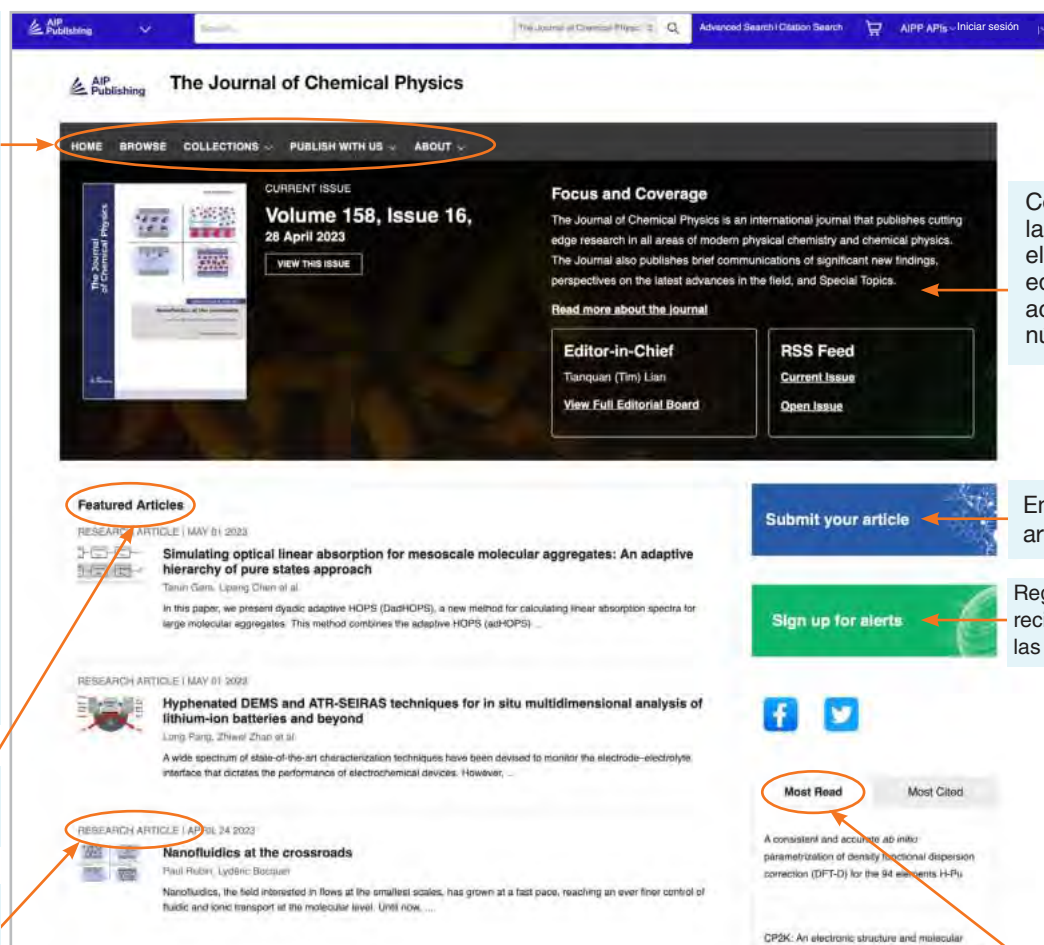 AIP
Publishing
Search...
Advanced Search | Citation Search
AIPP APIs
Iniciar sesión
AIP
Publishing
The Journal of Chemical Physics
HOME BROWSE COLLECTIONS PUBLISH WITH US ABOUT
The Journal
of Chemical Physics
Nanofluidics at the crossroads
CURRENT ISSUE
Volume 158, Issue 16,
28 April 2023
VIEW THIS ISSUE
Focus and Coverage
The Journal of Chemical Physics is an international journal that publishes cutting
edge research in all areas of modern physical chemistry and chemical physics.
The Journal also publishes brief communications of significant new findings,
perspectives on the latest advances in the field, and Special Topics.
Read more about the journal
Editor-in-Chief
Tianquan (Tim) Lian
View Full Editorial Board
RSS Feed
Current Issue
Open Issue
Featured Articles
RESEARCH ARTICLE | MAY 01 2023
Simulating optical linear absorption for mesoscale molecular aggregates: An adaptive
hierarchy of pure states approach
Tarun Gera, Lipeng Chen et al.
In this paper, we present dyadic adaptive HOPS (DadHOPS), a new method for calculating linear absorption spectra for
large molecular aggregates. This method combines the adaptive HOPS (adHOPS) ...
RESEARCH ARTICLE | MAY 01 2023
Hyphenated DEMS and ATR-SEIRAS techniques for in situ multidimensional analysis of
lithium-ion batteries and beyond
Long Pang, Zhiwei Zhao et al.
A wide spectrum of state-of-the-art characterization techniques have been devised to monitor the electrode–electrolyte
interface that dictates the performance of electrochemical devices. However, ...
RESEARCH ARTICLE | APRIL 24 2023
Nanofluidics at the crossroads
Paul Robin, Lydéric Bocquet
Nanofluidics, the field interested in flows at the smallest scales, has grown at a fast pace, reaching an ever finer control of
fluidic and ionic transport at the molecular level. Until now, ...
Submit your article
Sign up for alerts
Most Read Most Cited
A consistent and accurate ab initio
parametrization of density functional dispersion
correction (DFT-D) for the 94 elements H-Pu
CP2K: An electronic structure and molecular